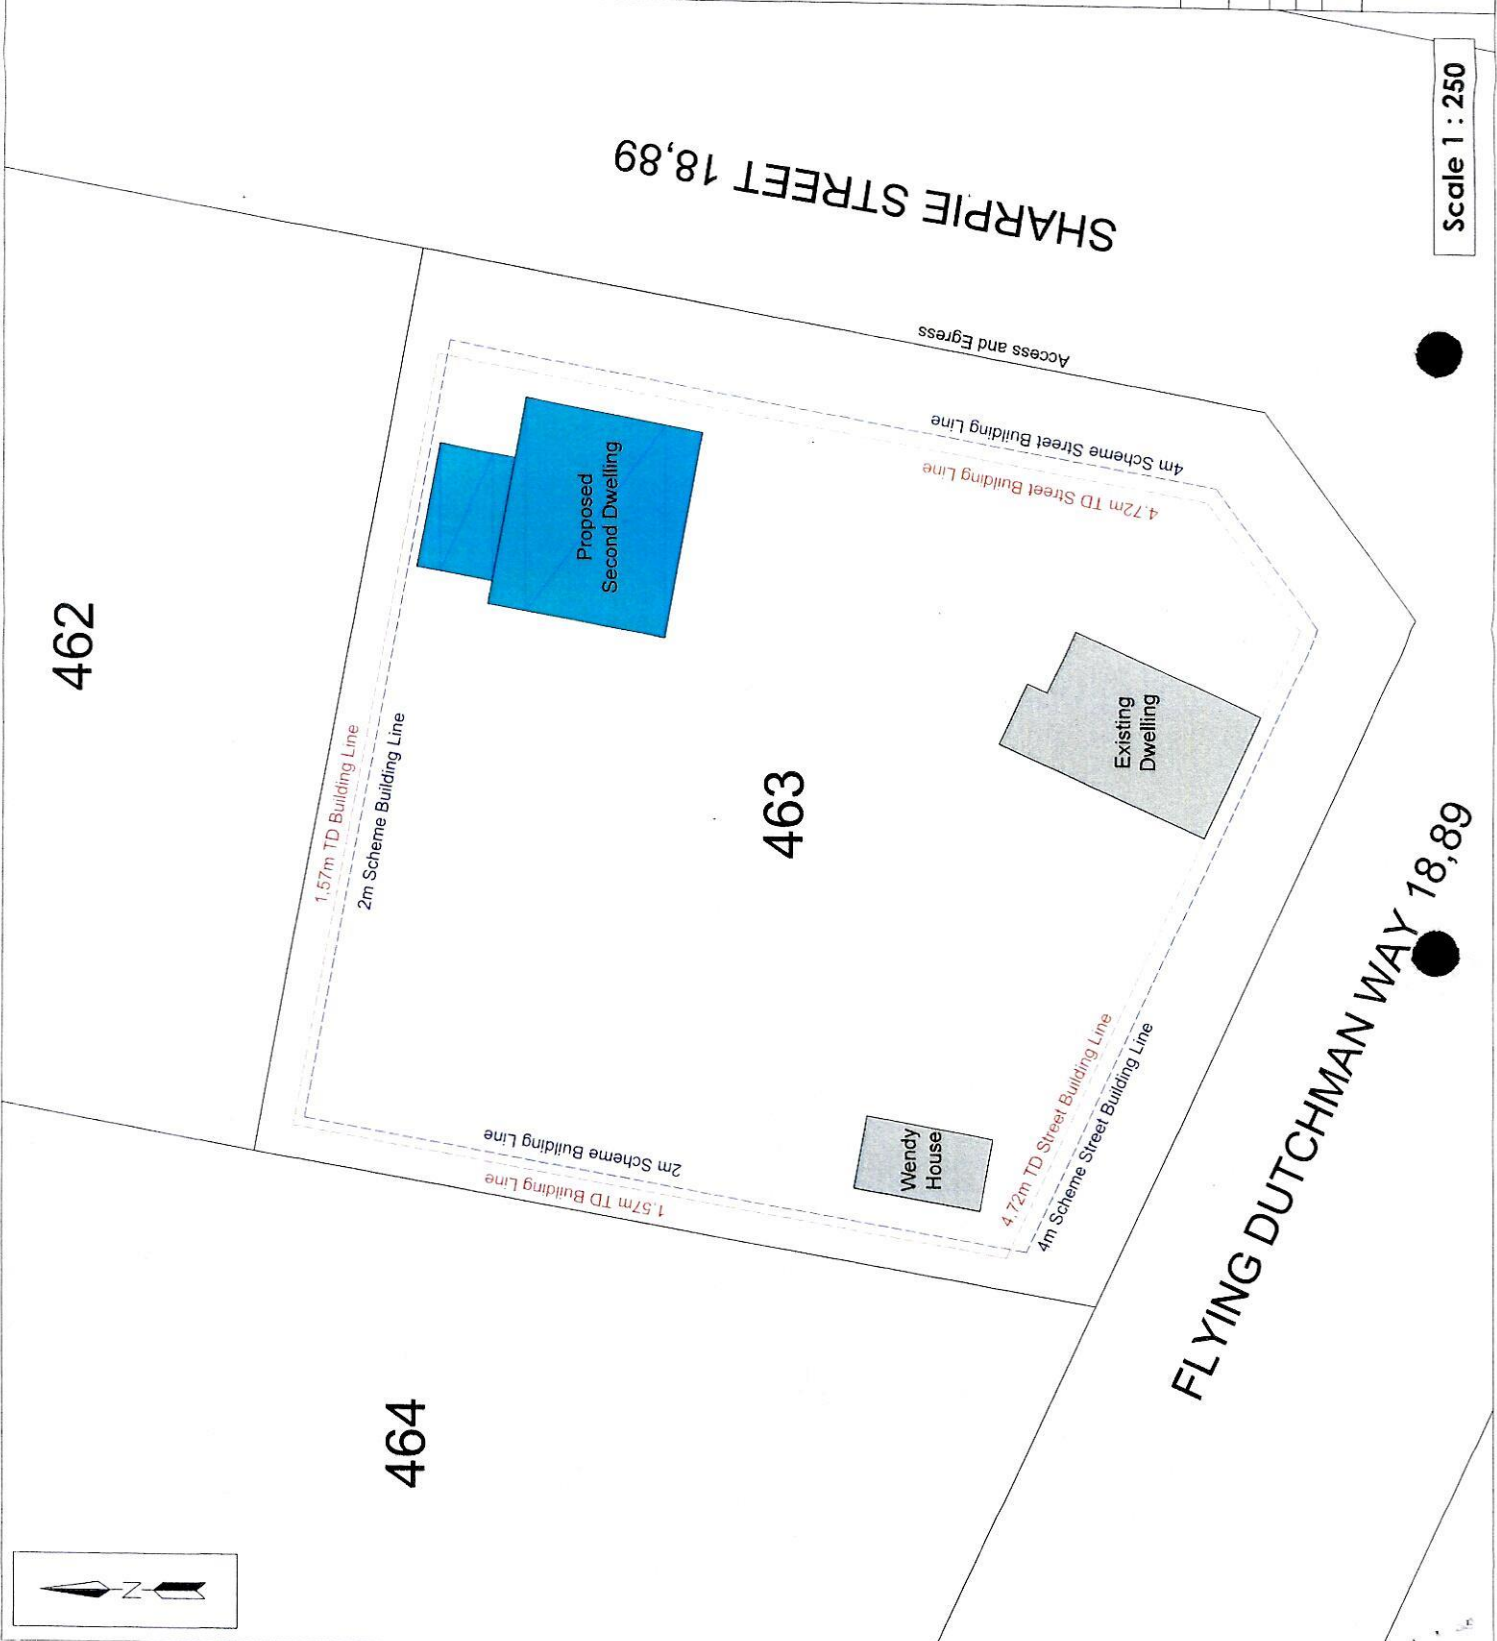 Scale 1 : 250
SHARPIE STREET 18,89
Access and Egress
4m Scheme Street Building Line
4.72m TD Street Building Line
Proposed
Second Dwelling
462
1.57m TD Building Line
2m Scheme Building Line
463
Existing
Dwelling
2m Scheme Building Line
1.57m TD Building Line
Wendy
House
4.72m TD Street Building Line
4m Scheme Street Building Line
FLYING DUTCHMAN WAY 18,89
464
N